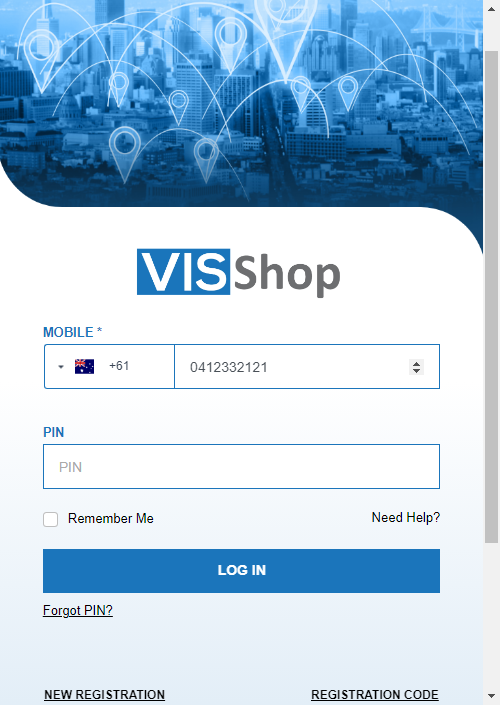 VISShop
MOBILE *
+61 0412332121
PIN
PIN
Remember Me Need Help?
LOG IN
Forgot PIN?
NEW REGISTRATION REGISTRATION CODE